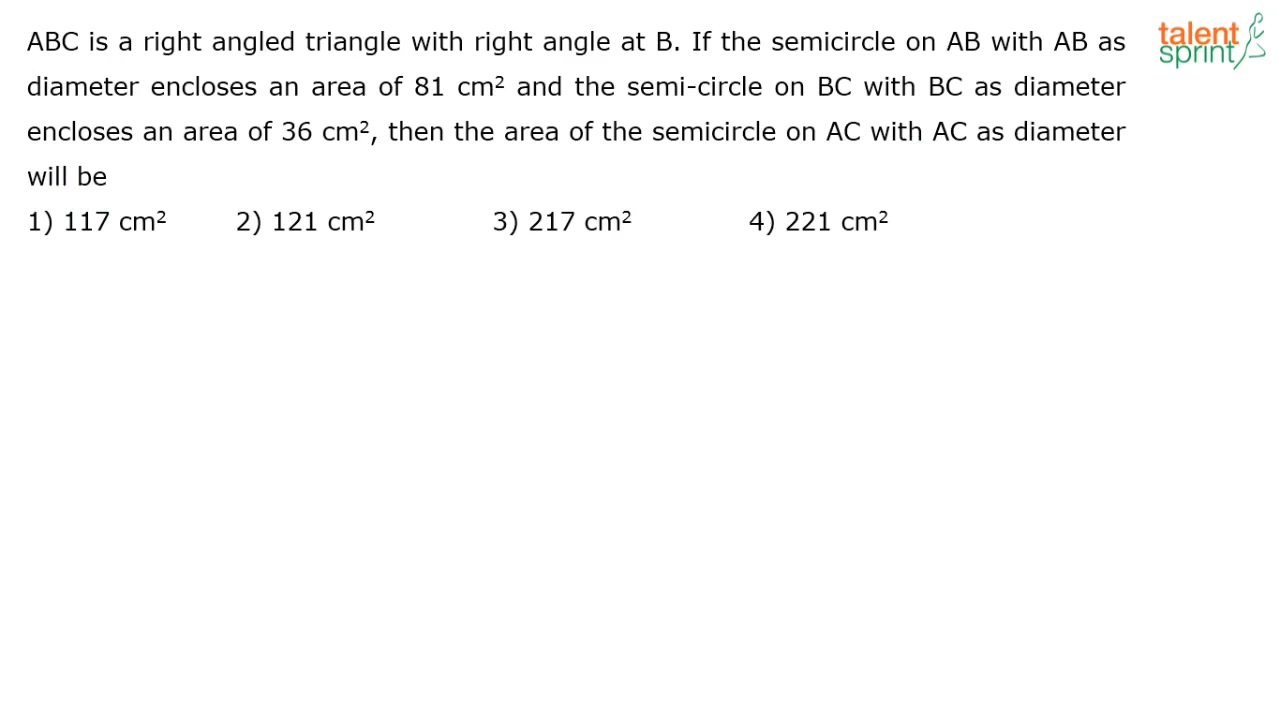 ABC is a right angled triangle with right angle at B. If the semicircle on AB with AB as
diameter encloses an area of 81 cm² and the semi-circle on BC with BC as diameter
encloses an area of 36 cm², then the area of the semicircle on AC with AC as diameter
will be
1) 117 cm² 2) 121 cm² 3) 217 cm² 4) 221 cm²
talent
sprint